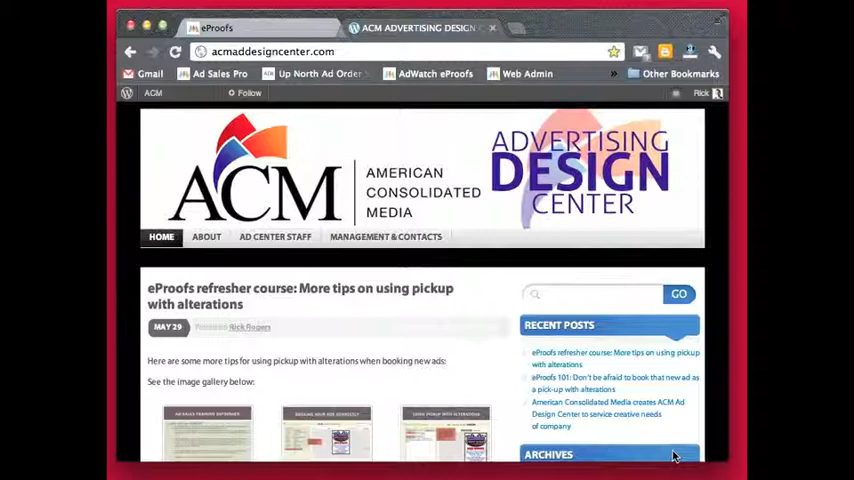 eProofs
ACM ADVERTISING DESIGN
acmaddesigncenter.com
Gmail
Ad Sales Pro
Up North Ad Order
AdWatch eProofs
Web Admin
»
Other Bookmarks
ACM
Follow
Rick
ACM
AMERICAN
CONSOLIDATED
MEDIA
ADVERTISING
DESIGN
CENTER
HOME
ABOUT
AD CENTER STAFF
MANAGEMENT & CONTACTS
eProofs refresher course: More tips on using pickup
with alterations
MAY 29
Rick Rogers
Here are some more tips for using pickup with alterations when booking new ads:
See the image gallery below:
GO
RECENT POSTS
eProofs refresher course: More tips on using pickup
with alterations
eProofs 101: Don't be afraid to book that new ad as
a pick-up with alterations
American Consolidated Media creates ACM Ad
Design Center to service creative needs
of company
ARCHIVES